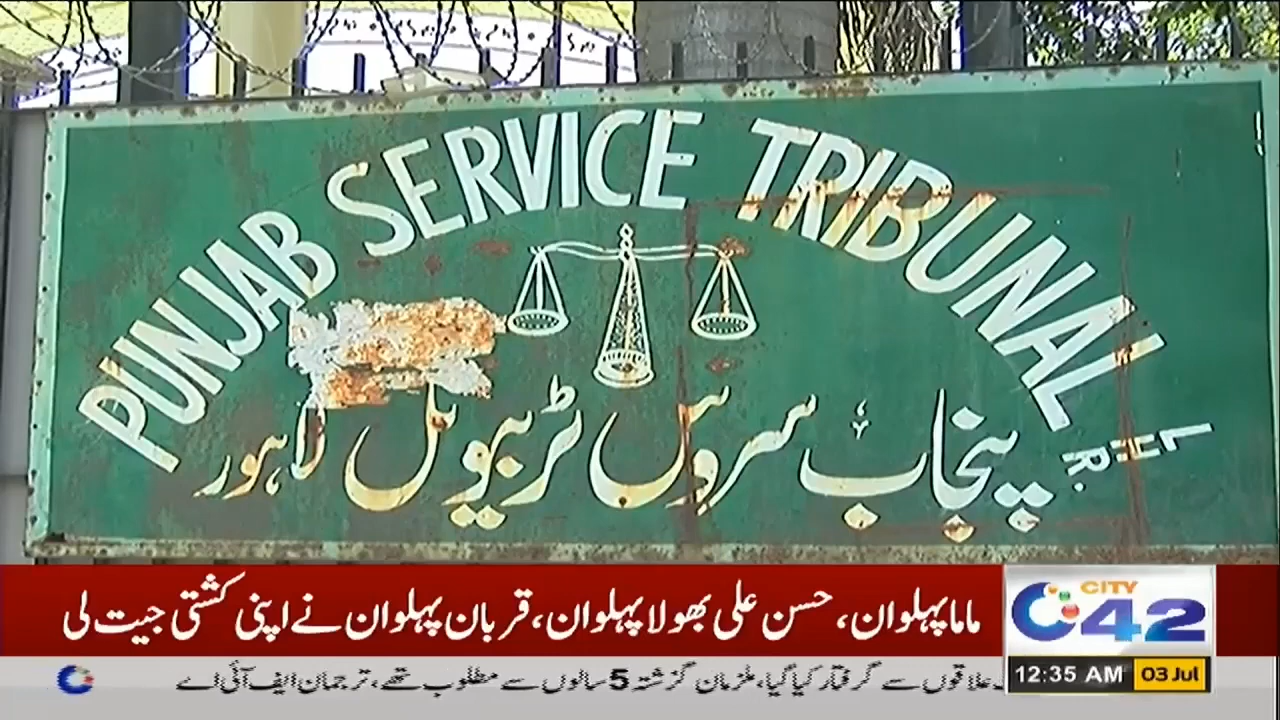 PUNJAB SERVICE TRIBUNAL LHR.
پنجاب سروس ٹربیونل لاہور
ماما پہلوان، حسن علی بھولا پہلوان، قربان پہلوان نے اپنی کشتی جیت لی
CITY
42
علاقوں سے گرفتار کیا گیا، ملزمان گزشتہ 5 سالوں سے مطلوب تھے، ترجمان ایف آئی اے
12:35 AM 03 Jul